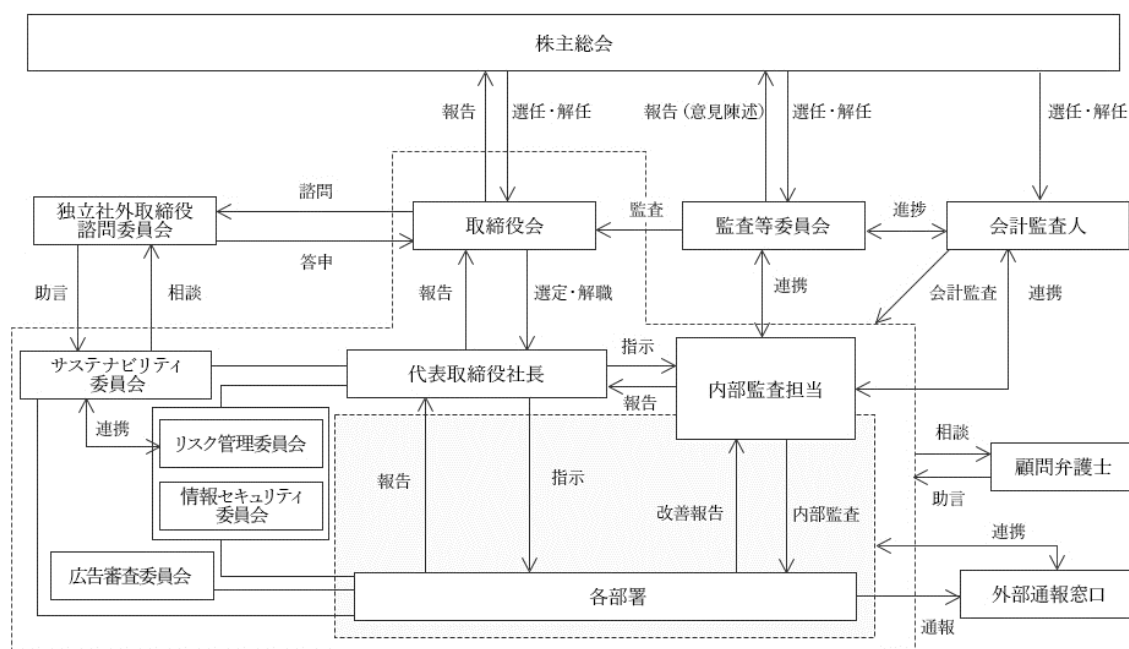 株主総会
報告
選任・解任
報告（意見陳述）
選任・解任
選任・解任
諮問
独立社外取締役
諮問委員会
取締役会
監査
監査等委員会
進捗
会計監査人
答申
助言
相談
報告
選定・解職
連携
会計監査
連携
サステナビリティ
委員会
代表取締役社長
指示
報告
内部監査担当
連携
リスク管理委員会
情報セキュリティ
委員会
報告
指示
改善報告
内部監査
相談
顧問弁護士
助言
連携
広告審査委員会
各部署
外部通報窓口
通報